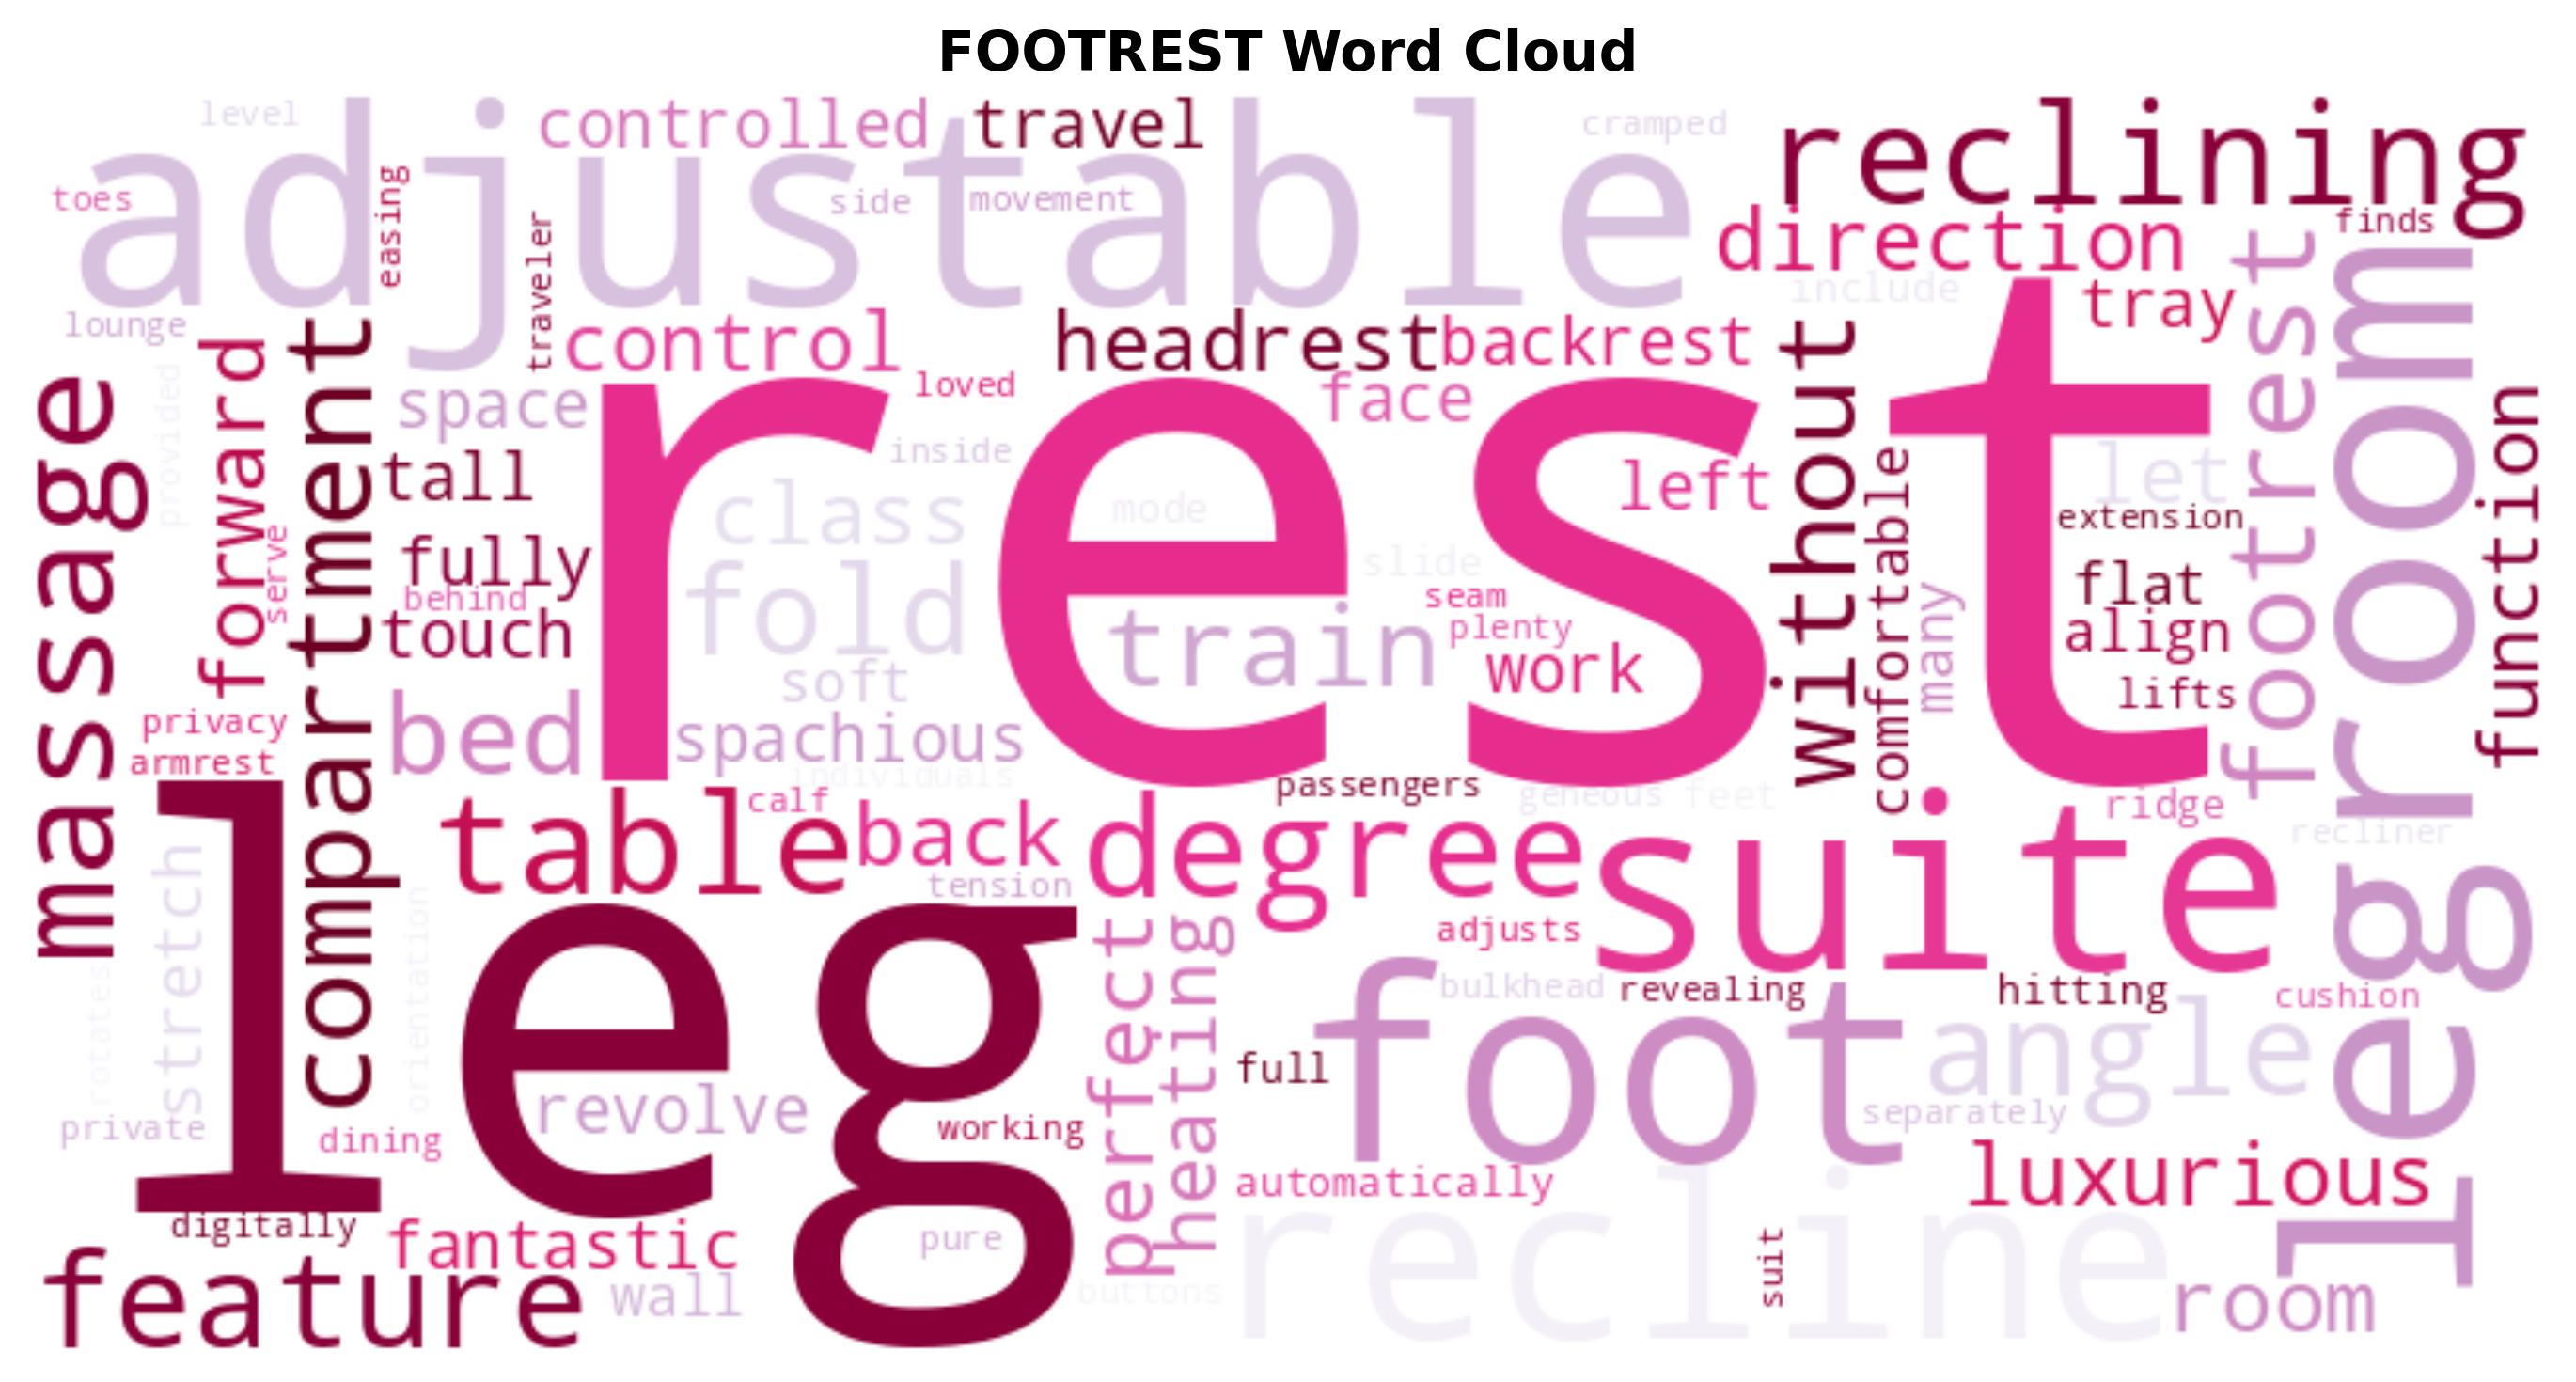 FOOTREST Word Cloud
level
adjustable
controlled
travel
cramped
reclining
toes
easing
side
movement
traveler
direction
finds
lounge
include
tray
control
headrest
backrest
without
footrest
legroom
massage
provided
forward
compartment
space
loved
face
rest
function
tall
inside
class
mode
left
comfortable
let
extension
serve
fully
behind
fold
slide
seam
many
flat
touch
train
plenty
align
soft
work
lifts
privacy
bed
spachious
armrest
individuals
passengers
geneous
feet
ridge
table
calf
back
degree
suite
recliner
stretch
leg
tension
orientation
perfect
heating
adjusts
rotates
foot
bulkhead
revealing
hitting
cushion
full
angle
revolve
private
dining
working
separately
automatically
luxurious
digitally
fantastic
pure
recline
suit
feature
wall
buttons
room